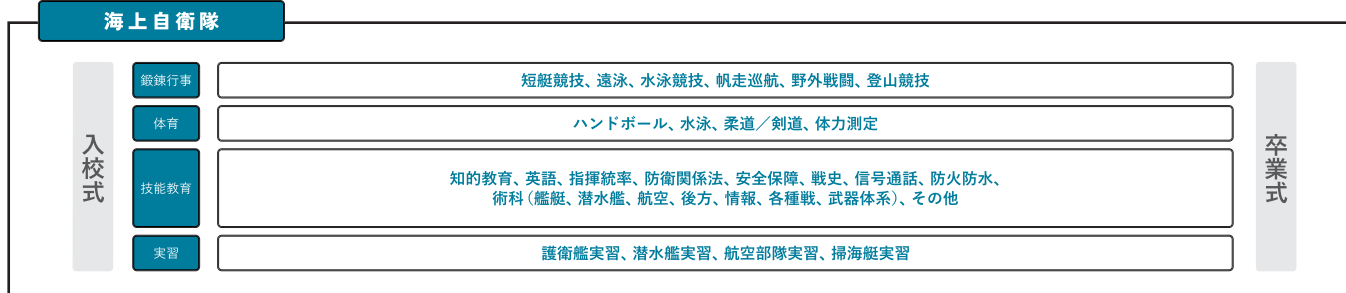 海上自衛隊
入校式
鍛錬行事
短艇競技、遠泳、水泳競技、帆走巡航、野外戦闘、登山競技
体育
ハンドボール、水泳、柔道／剣道、体力測定
技能教育
知的教育、英語、指揮統率、防衛関係法、安全保障、戦史、信号通話、防火防水、
術科（艦艇、潜水艦、航空、後方、情報、各種戦、武器体系）、その他
実習
護衛艦実習、潜水艦実習、航空部隊実習、掃海艇実習
卒業式